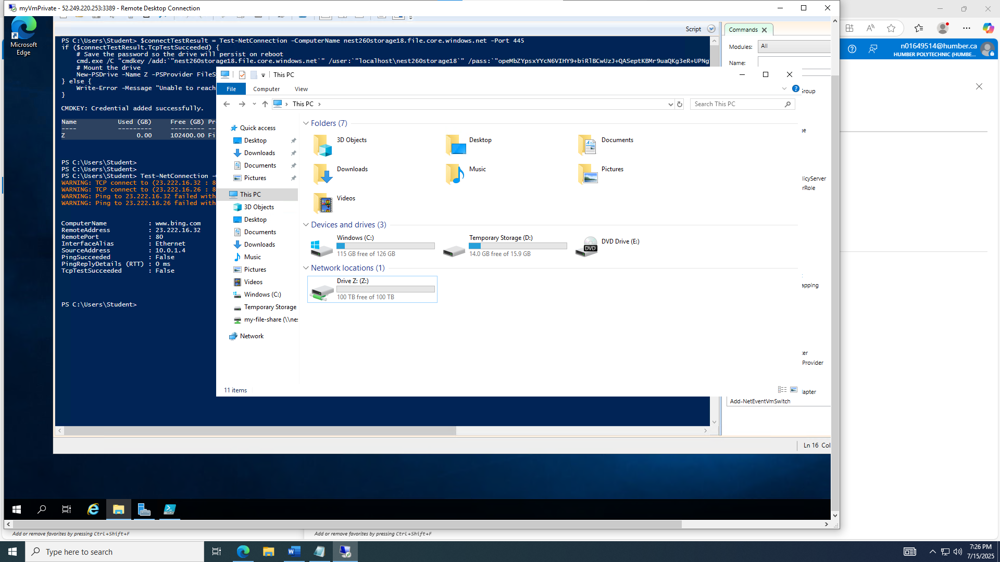 myVmPrivate - 52.249.220.253:3389 - Remote Desktop Connection
Microsoft
Edge
Script
PS C:\Users\Student> $connectTestResult = Test-NetConnection -ComputerName nest260storage18.file.core.windows.net -Port 445
if ($connectTestResult.TcpTestSucceeded) {
# Save the password so the drive will persist on reboot
cmd.exe /C "cmdkey /add:`"nest260storage18.file.core.windows.net`" /user:`"localhost\nest260storage18`" /pass:`"
# Mount the drive
New-PSDrive -Name Z -PSProvider
} else {
Write-Error -Message "Unable to reach
}
CMDKEY: Credential added successfully.
Name Used (GB) Free (GB)
---- --------- ---------
Z 0.00 102400.00
PS C:\Users\Student>
PS C:\Users\Student>
PS C:\Users\Student> Test-NetConnection
WARNING: TCP connect to (23.222.16.32 : 8
WARNING: TCP connect to (23.222.16.26 : 8
WARNING: Ping to 23.222.16.32 failed with
WARNING: Ping to 23.222.16.26 failed with
ComputerName : www.bing.com
RemoteAddress : 23.222.16.32
RemotePort : 80
InterfaceAlias : Ethernet
SourceAddress : 10.0.1.4
PingSucceeded : False
PingReplyDetails (RTT) : 0 ms
TcpTestSucceeded : False
PS C:\Users\Student>
Commands
Modules: All
Name:
Group
licyServer
rRole
apping
Provider
lapter
Add-NetEventVmSwitch
Ln 16 Col
This PC
File Computer View
This PC
Search This PC
Quick access
Desktop
Downloads
Documents
Pictures
This PC
3D Objects
Desktop
Documents
Downloads
Music
Pictures
Videos
Windows (C:)
Temporary Storage
my-file-share (\\nes
Network
Folders (7)
3D Objects
Desktop
Documents
Downloads
Music
Pictures
Videos
Devices and drives (3)
Windows (C:)
115 GB free of 126 GB
Temporary Storage (D:)
14.0 GB free of 15.9 GB
DVD
DVD Drive (E:)
Network locations (1)
Drive Z: (Z:)
100 TB free of 100 TB
11 items
n01649514@humber.ca
HUMBER POLYTECHNIC (HUMBE...
Add or remove favorites by pressing Ctrl+Shift+F
Add or remove favorites by pressing Ctrl+Shift+F
Type here to search
7:26 PM
7/15/2025